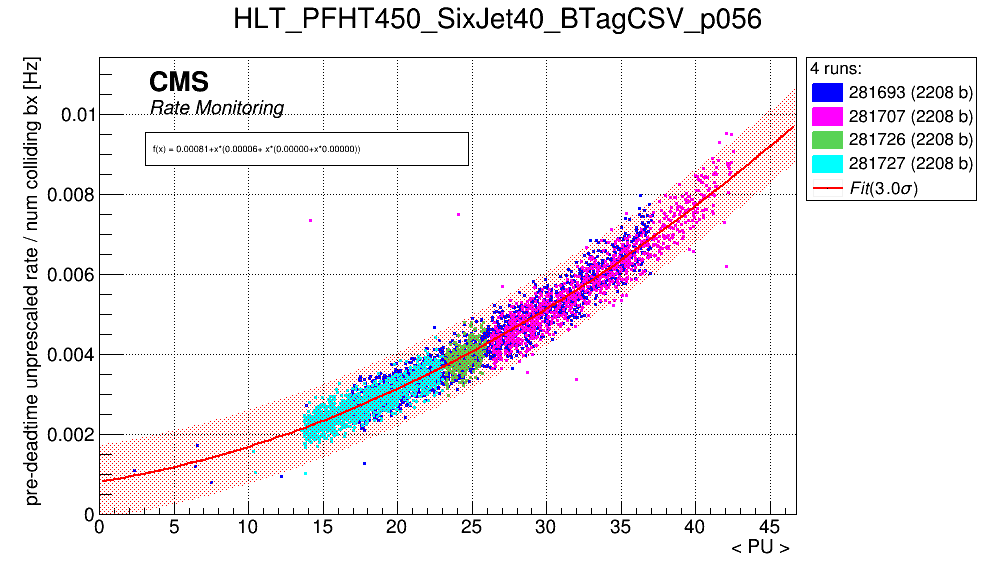 HLT_PFHT450_SixJet40_BTagCSV_p056
pre-deadtime unprescaled rate / num colliding bx [Hz]
CMS
Rate Monitoring
f(x) = 0.00081+x*(0.00006+ x*(0.00000+x*0.00000))
0.01
0.008
0.006
0.004
0.002
0
0 5 10 15 20 25 30 35 40 45
< PU >
4 runs:
281693 (2208 b)
281707 (2208 b)
281726 (2208 b)
281727 (2208 b)
Fit(3.0σ)